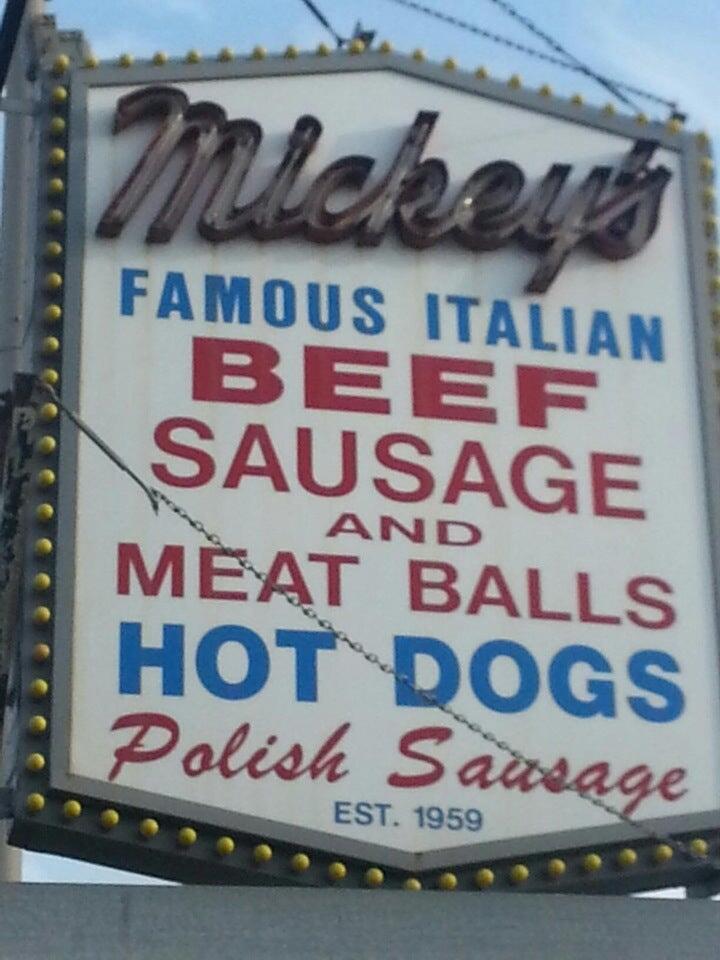 Mickey's
FAMOUS ITALIAN
BEEF
SAUSAGE
AND
MEAT BALLS
HOT DOGS
Polish Sausage
EST. 1959